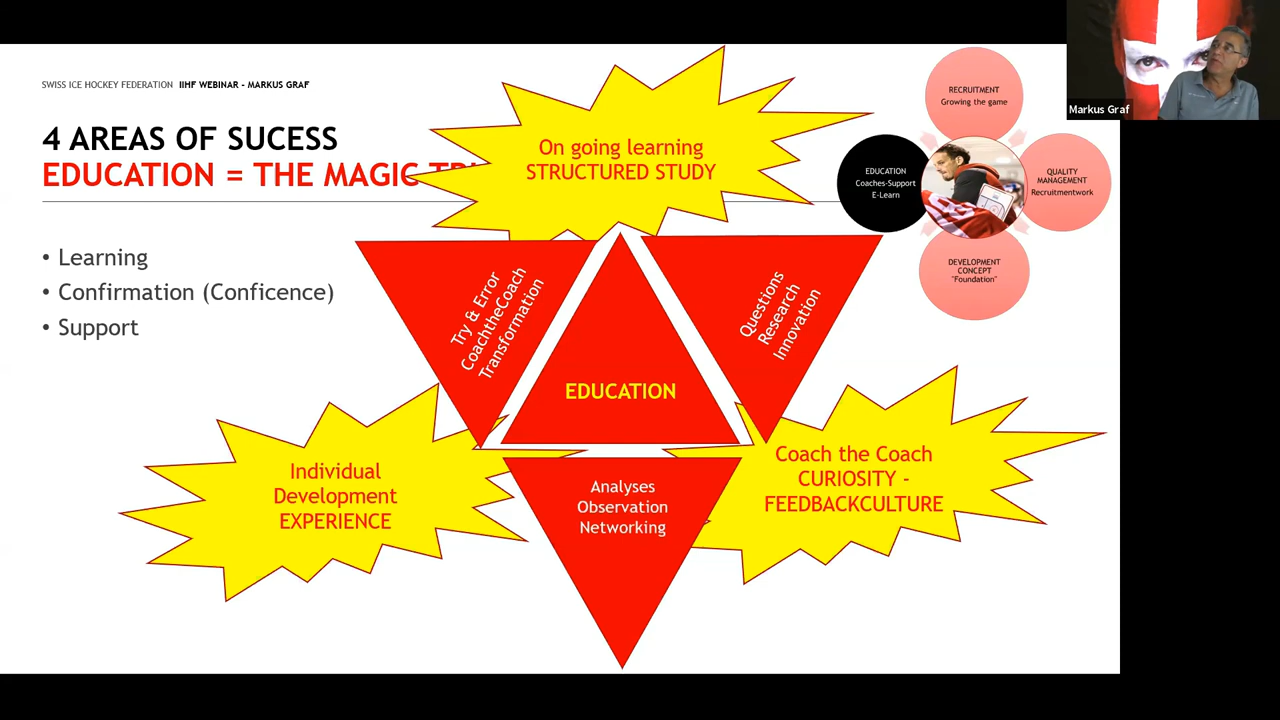 SWISS ICE HOCKEY FEDERATION IIHF WEBINAR - MARKUS GRAF
4 AREAS OF SUCESS
EDUCATION = THE MAGIC
On going learning
STRUCTURED STUDY
RECRUITMENT
Growing the game
EDUCATION
Coaches-Support
E-Learn
QUALITY
MANAGEMENT
Recruitmentwork
DEVELOPMENT
CONCEPT
"Foundation"
Markus Graf
• Learning
• Confirmation (Conficence)
• Support
Try & Error
CoachtheCoach
Transformation
Questions
Research
Innovation
EDUCATION
Individual
Development
EXPERIENCE
Analyses
Observation
Networking
Coach the Coach
CURIOSITY -
FEEDBACKCULTURE